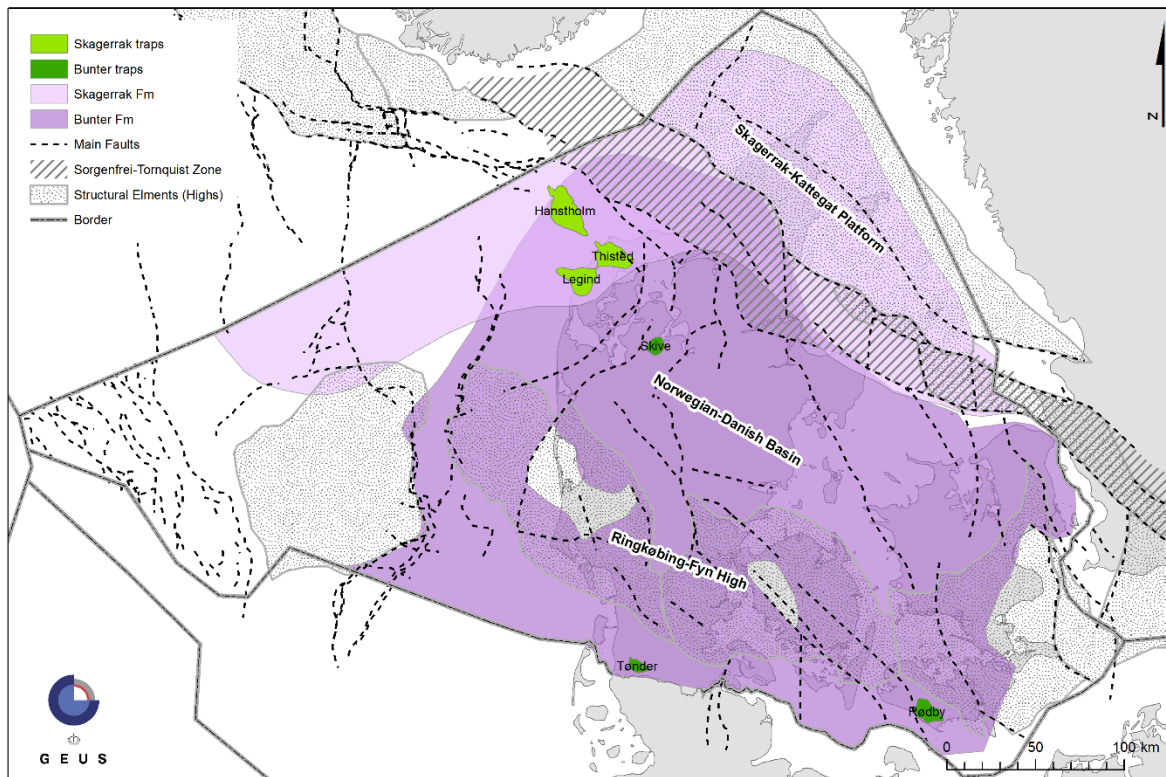 Skagerrak traps
Bunter traps
Skagerrak Fm
Bunter Fm
Main Faults
Sorgenfrei-Tornquist Zone
Structural Elments (Highs)
Border
Z
Skagerrak-Kattegat Platform
Hanstholm
Thisted
Legind
Skive
Norwegian-Danish Basin
Ringkøbing-Fyn High
Tønder
Rødby
0 50 100 km
G E U S